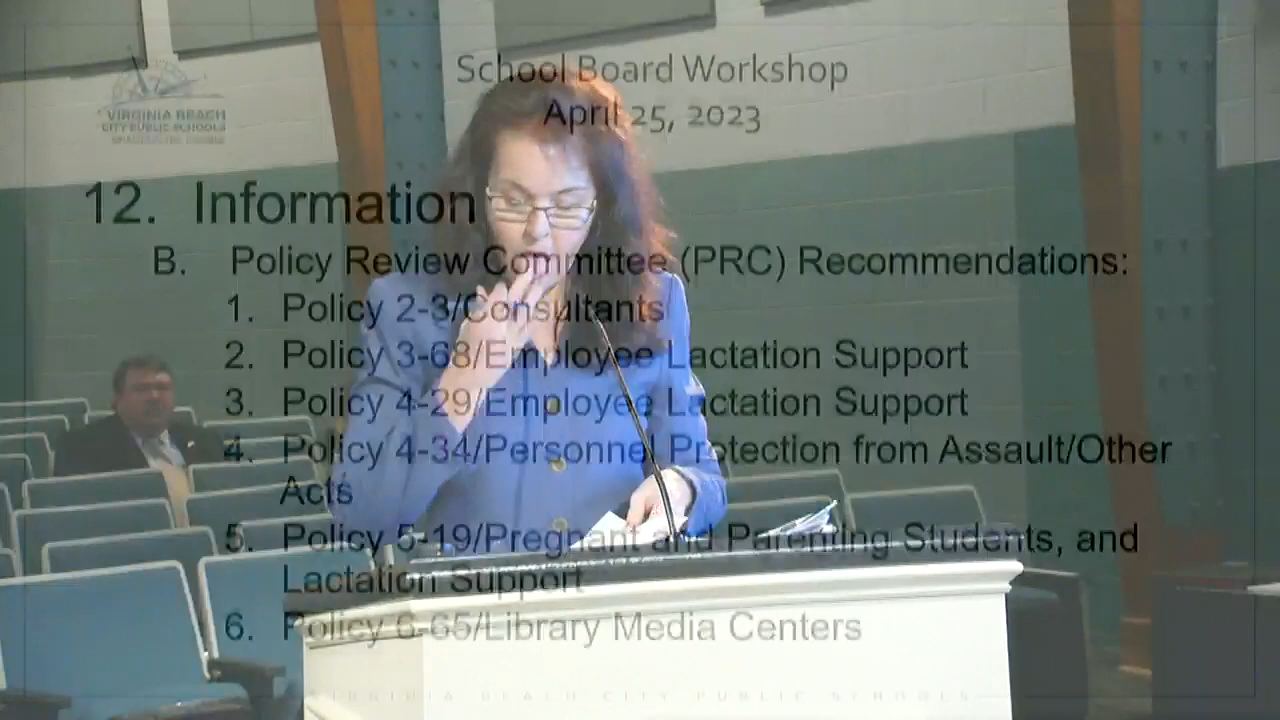 School Board Workshop
April 25, 2023
VIRGINIA BEACH
CITY PUBLIC SCHOOLS
12. Information
B. Policy Review Committee (PRC) Recommendations:
1. Policy 2-3/Consultants
2. Policy 3-68/Employee Lactation Support
3. Policy 4-29/Employee Lactation Support
4. Policy 4-34/Personnel Protection from Assault/Other
Acts
5. Policy 5-19/Pregnant and Parenting Students, and
Lactation Support
6. Policy 6-65/Library Media Centers
VIRGINIA BEACH CITY PUBLIC SCHOOLS